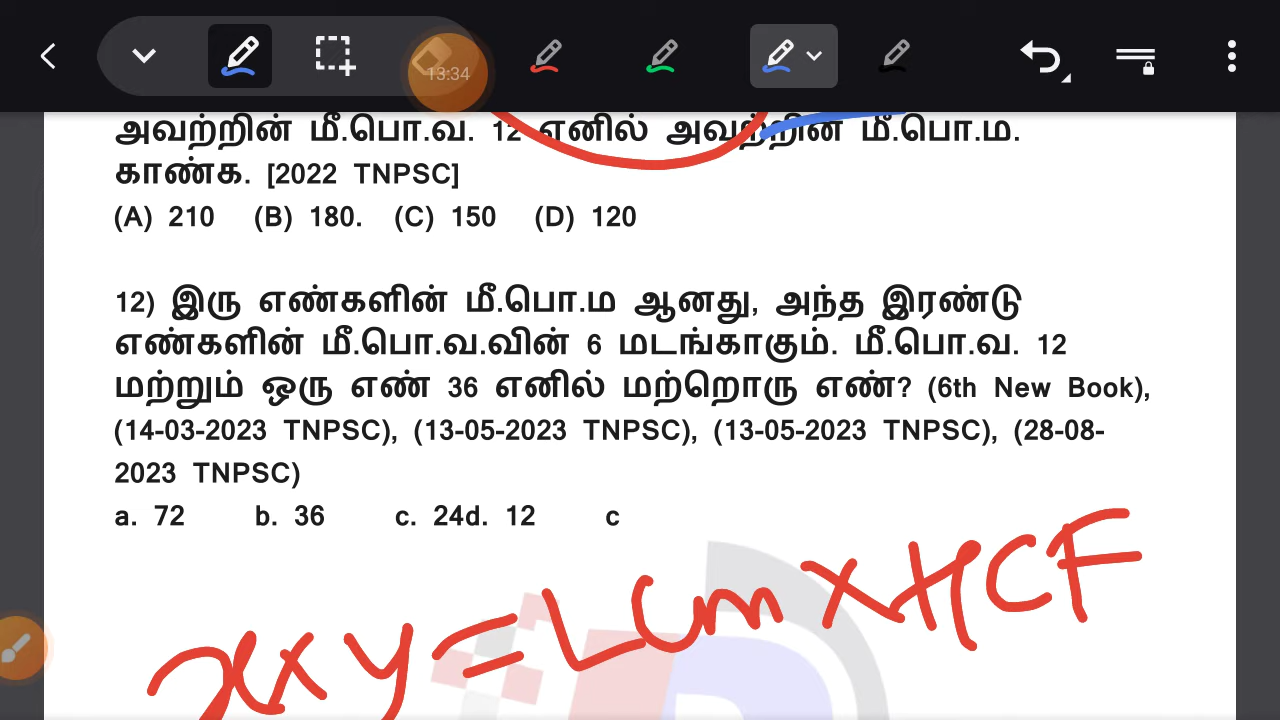 13:34
அவற்றின் மீ.பொ.வ. 12 எனில் அவற்றின் மீ.பொ.ம.
காண்க. [2022 TNPSC]
(A) 210 (B) 180. (C) 150 (D) 120
12) இரு எண்களின் மீ.பொ.ம ஆனது, அந்த இரண்டு
எண்களின் மீ.பொ.வ.வின் 6 மடங்காகும். மீ.பொ.வ. 12
மற்றும் ஒரு எண் 36 எனில் மற்றொரு எண்? (6th New Book),
(14-03-2023 TNPSC), (13-05-2023 TNPSC), (13-05-2023 TNPSC), (28-08-
2023 TNPSC)
a. 72 b. 36 c. 24d. 12 c
x x y = LCm x HCF